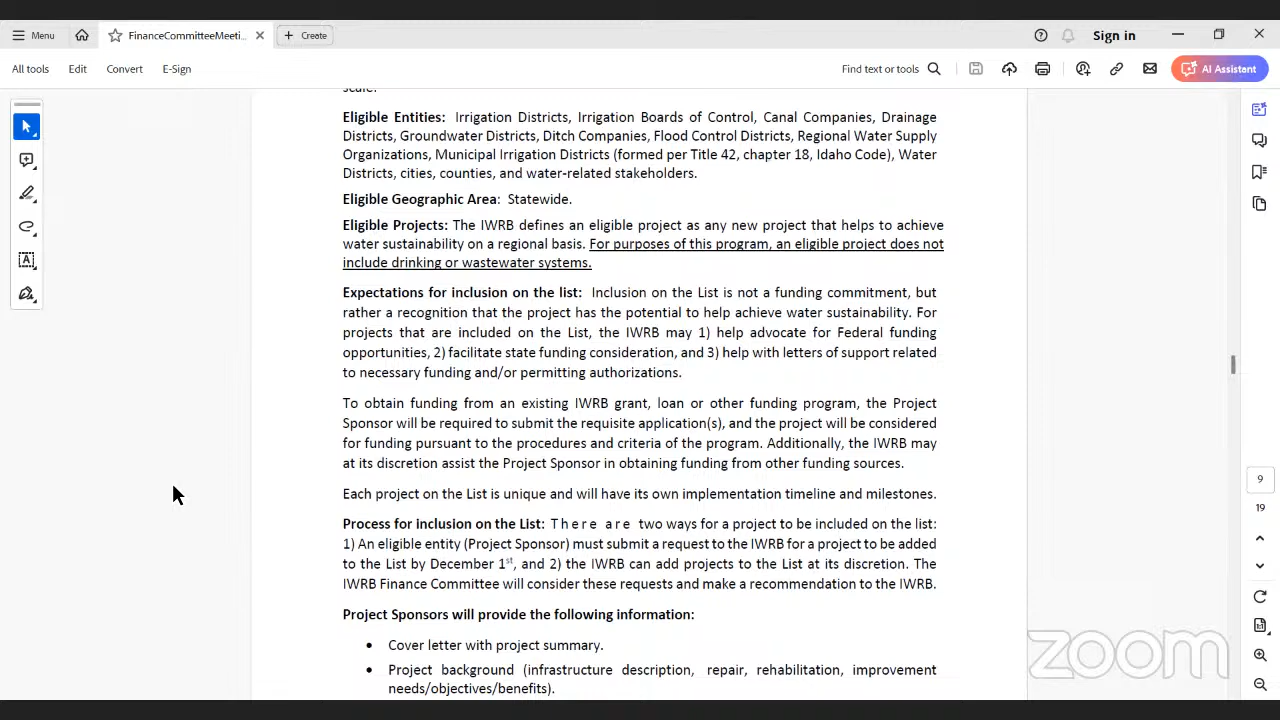 Menu
FinanceCommitteeMeeti...
Create
Sign in
All tools
Edit
Convert
E-Sign
Find text or tools
AI Assistant
scale.
Eligible Entities: Irrigation Districts, Irrigation Boards of Control, Canal Companies, Drainage
Districts, Groundwater Districts, Ditch Companies, Flood Control Districts, Regional Water Supply
Organizations, Municipal Irrigation Districts (formed per Title 42, chapter 18, Idaho Code), Water
Districts, cities, counties, and water-related stakeholders.
Eligible Geographic Area: Statewide.
Eligible Projects: The IWRB defines an eligible project as any new project that helps to achieve
water sustainability on a regional basis. For purposes of this program, an eligible project does not
include drinking or wastewater systems.
Expectations for inclusion on the list: Inclusion on the List is not a funding commitment, but
rather a recognition that the project has the potential to help achieve water sustainability. For
projects that are included on the List, the IWRB may 1) help advocate for Federal funding
opportunities, 2) facilitate state funding consideration, and 3) help with letters of support related
to necessary funding and/or permitting authorizations.
To obtain funding from an existing IWRB grant, loan or other funding program, the Project
Sponsor will be required to submit the requisite application(s), and the project will be considered
for funding pursuant to the procedures and criteria of the program. Additionally, the IWRB may
at its discretion assist the Project Sponsor in obtaining funding from other funding sources.
Each project on the List is unique and will have its own implementation timeline and milestones.
Process for inclusion on the List: There are two ways for a project to be included on the list:
1) An eligible entity (Project Sponsor) must submit a request to the IWRB for a project to be added
to the List by December 1st, and 2) the IWRB can add projects to the List at its discretion. The
IWRB Finance Committee will consider these requests and make a recommendation to the IWRB.
Project Sponsors will provide the following information:
• Cover letter with project summary.
• Project background (infrastructure description, repair, rehabilitation, improvement
needs/objectives/benefits).
9
19
zoom